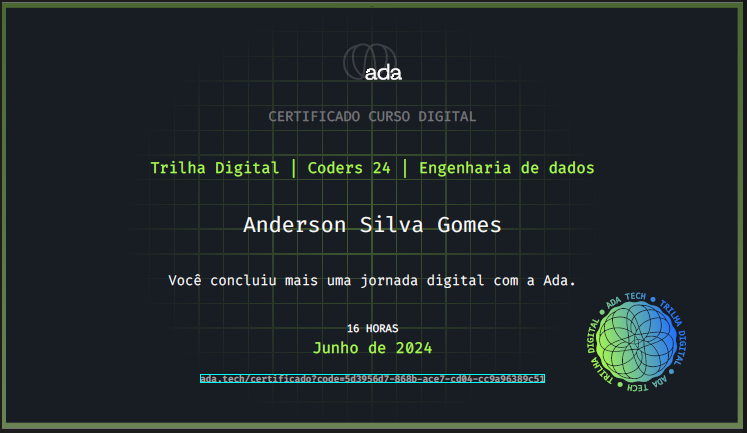 ada
CERTIFICADO CURSO DIGITAL
Trilha Digital | Coders 24 | Engenharia de dados
Anderson Silva Gomes
Você concluiu mais uma jornada digital com a Ada.
16 HORAS
Junho de 2024
ada.tech/certificado?code=5d3956d7-868b-ace7-cd04-cc9a96389c51
ADA TECH • TRILHA DIGITAL • ADA TECH • TRILHA DIGITAL •